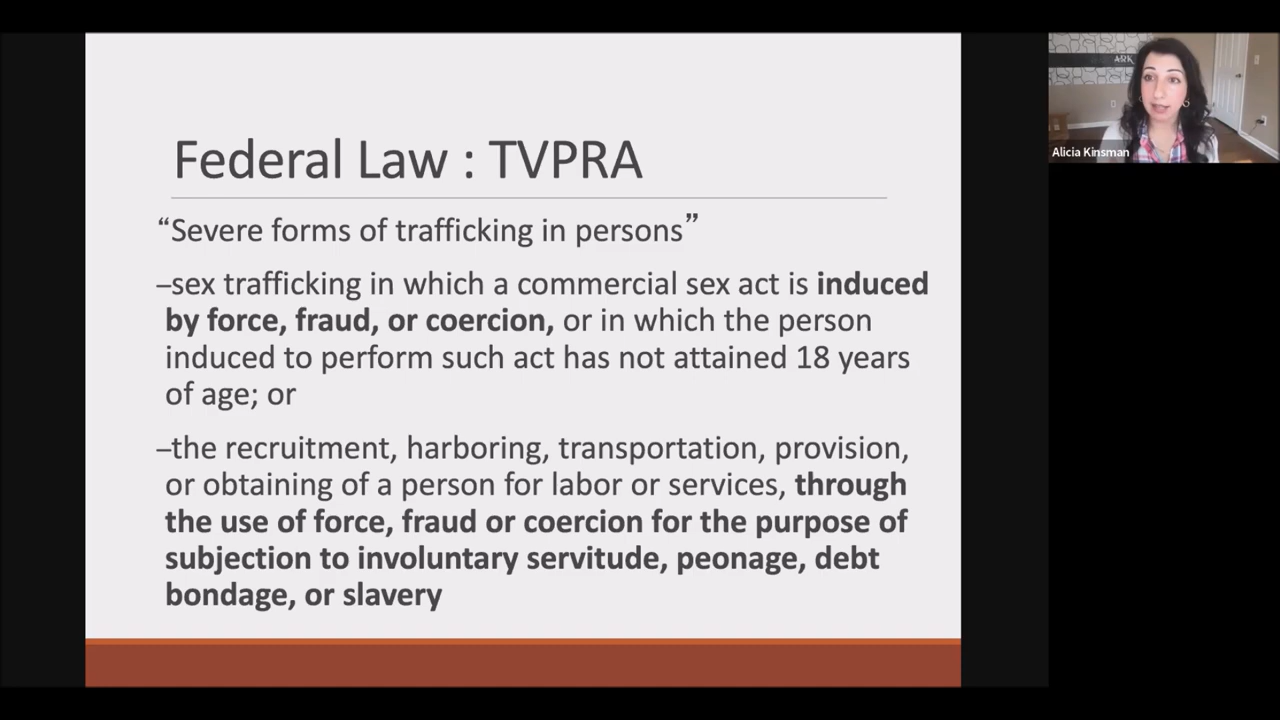 Federal Law : TVPRA
“Severe forms of trafficking in persons”
–sex trafficking in which a commercial sex act is induced
by force, fraud, or coercion, or in which the person
induced to perform such act has not attained 18 years
of age; or
–the recruitment, harboring, transportation, provision,
or obtaining of a person for labor or services, through
the use of force, fraud or coercion for the purpose of
subjection to involuntary servitude, peonage, debt
bondage, or slavery
ARK
Alicia Kinsman